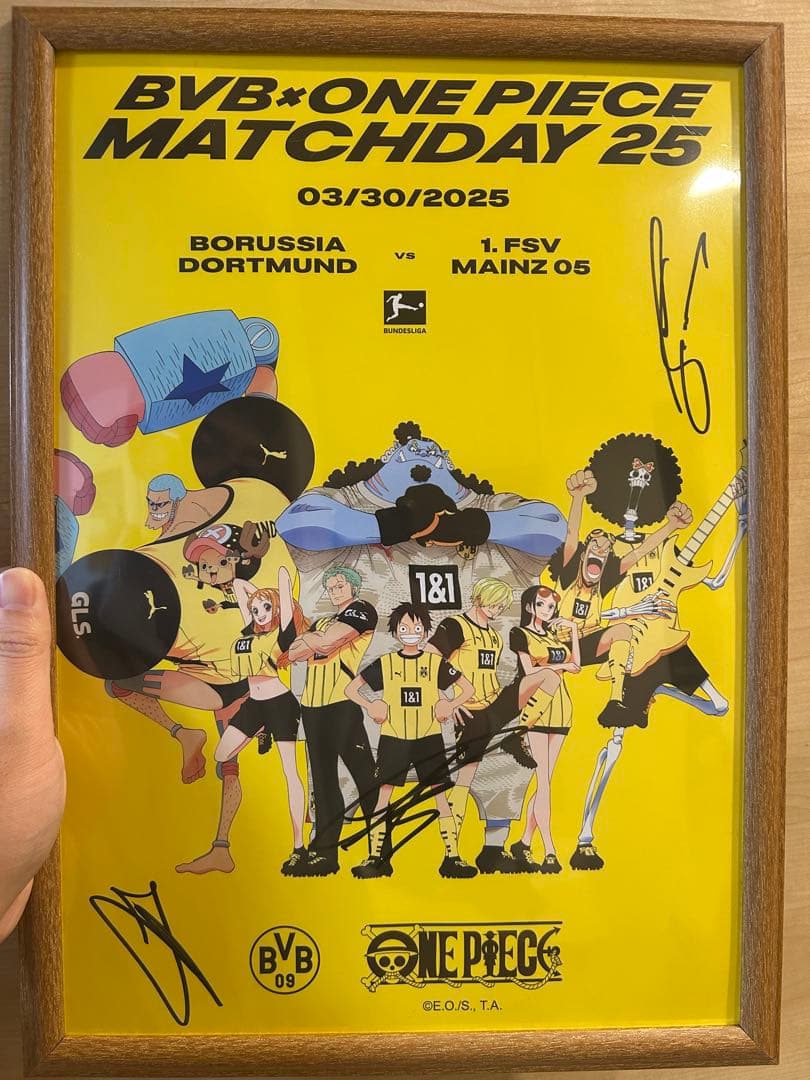 BVB×ONE PIECE
MATCHDAY 25
03/30/2025
BORUSSIA
DORTMUND
vs
1. FSV
MAINZ 05
BUNDESLIGA
GLS
1&1
1&1
GLS
1&1
1&1
1&1
1&1
1&1
BVB
09
ONE PIECE
©E.O./S., T.A.